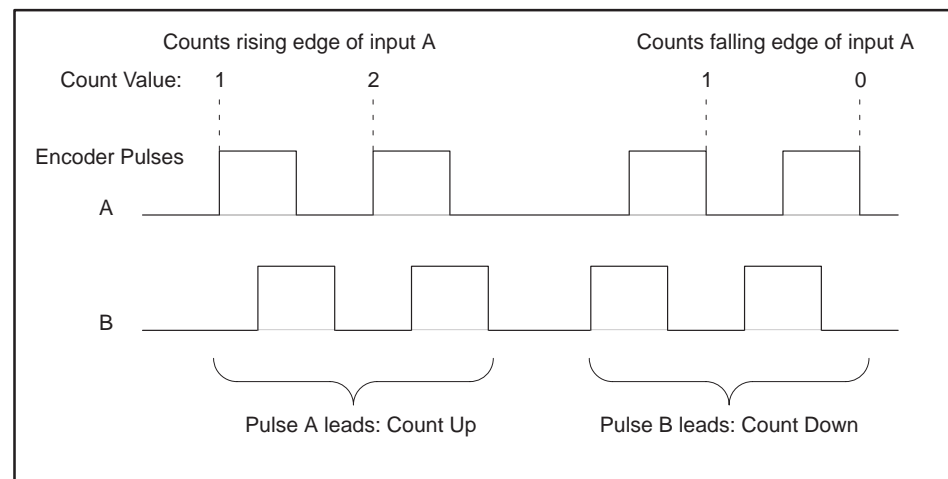 Counts rising edge of input A Counts falling edge of input A
Count Value: 1 2 1 0
Encoder Pulses
A
B
Pulse A leads: Count Up Pulse B leads: Count Down